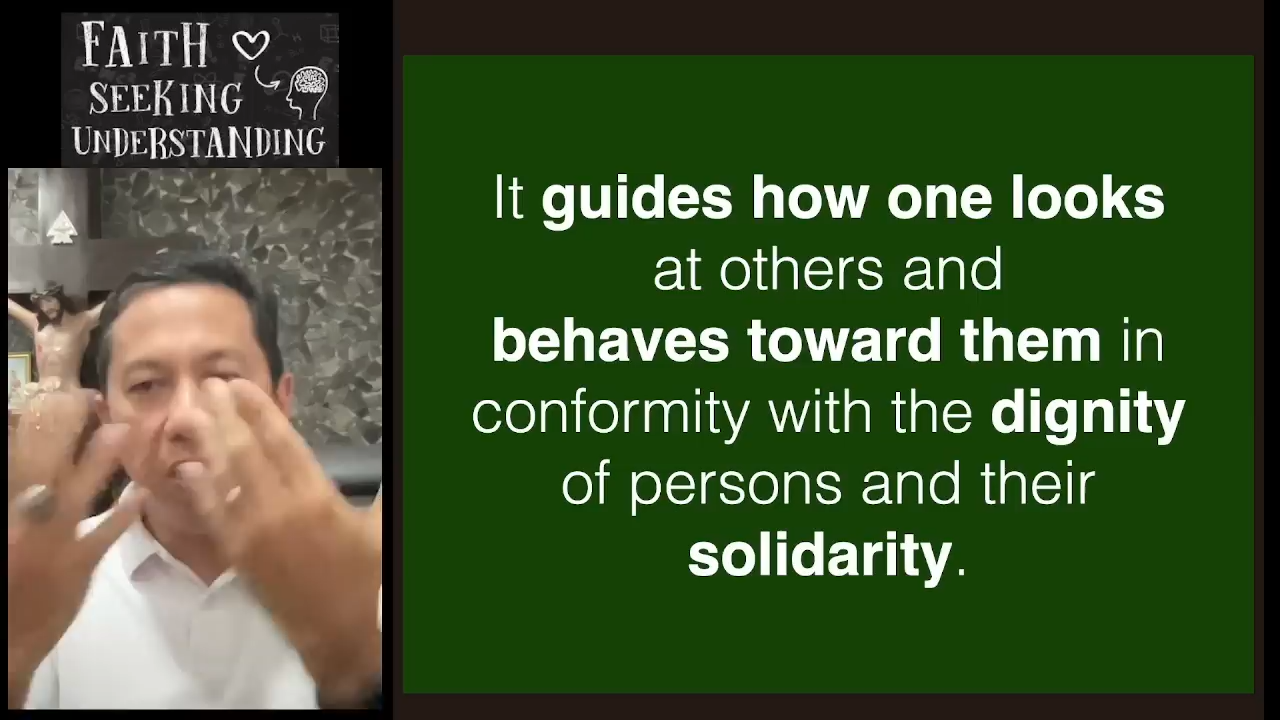 FAITH
SEEKING
UNDERSTANDING
It guides how one looks
at others and
behaves toward them in
conformity with the dignity
of persons and their
solidarity.